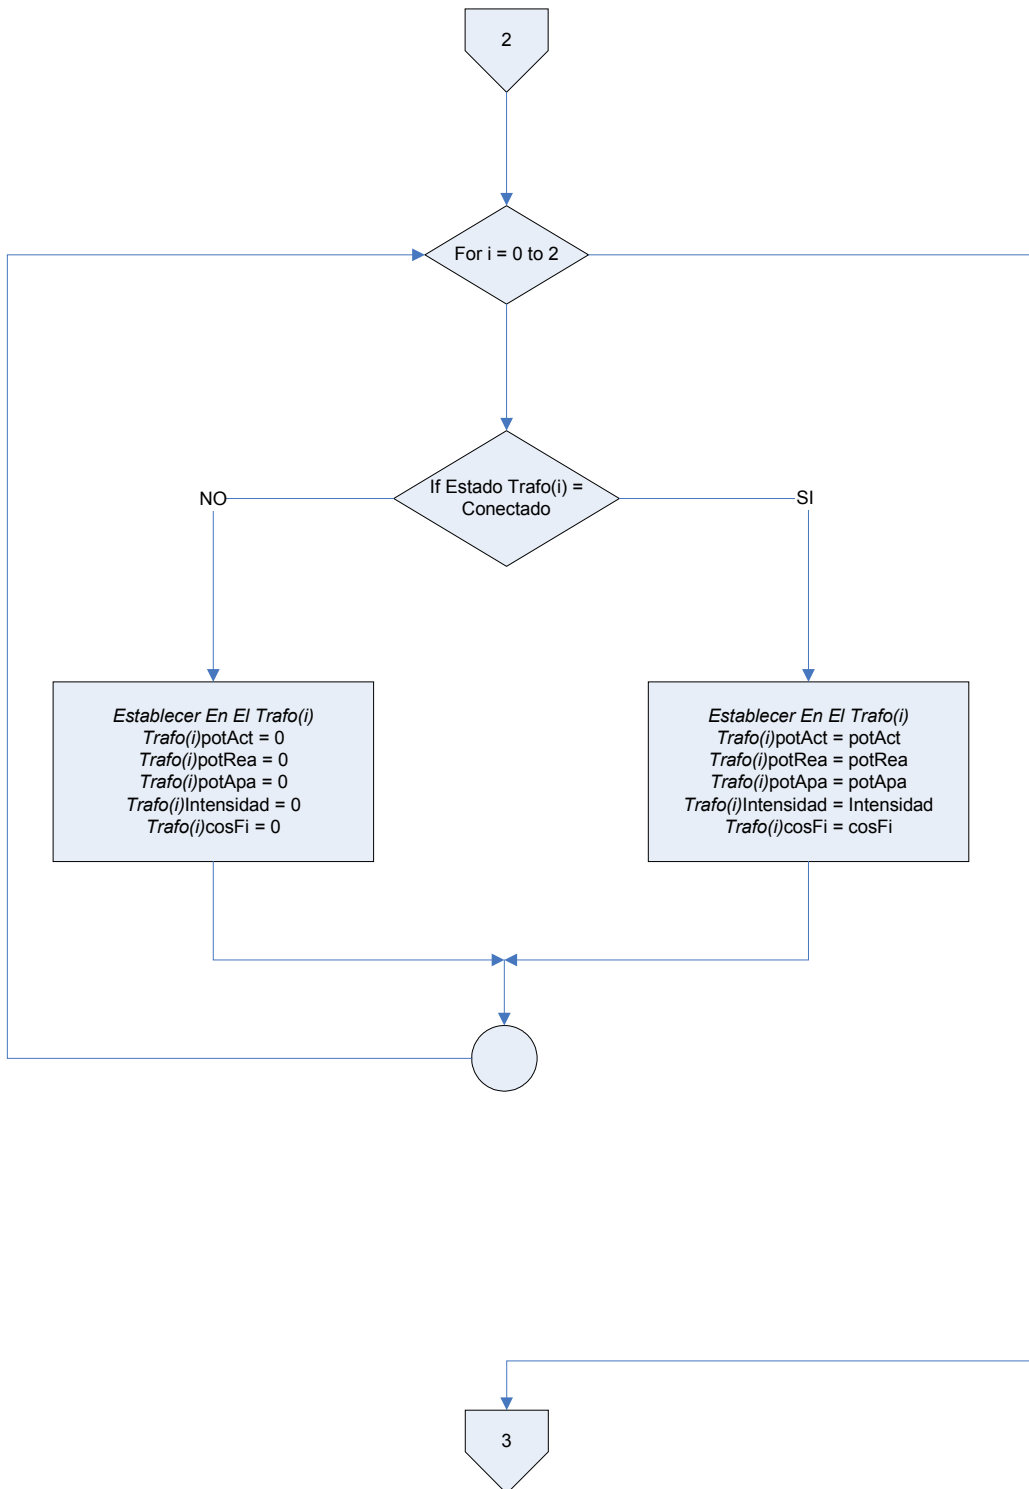 2
For i = 0 to 2
If Estado Trafo(i) =
Conectado
NO
SI
Establecer En El Trafo(i)
Trafo(i)potAct = 0
Trafo(i)potRea = 0
Trafo(i)potApa = 0
Trafo(i)Intensidad = 0
Trafo(i)cosFi = 0
Establecer En El Trafo(i)
Trafo(i)potAct = potAct
Trafo(i)potRea = potRea
Trafo(i)potApa = potApa
Trafo(i)Intensidad = Intensidad
Trafo(i)cosFi = cosFi
3